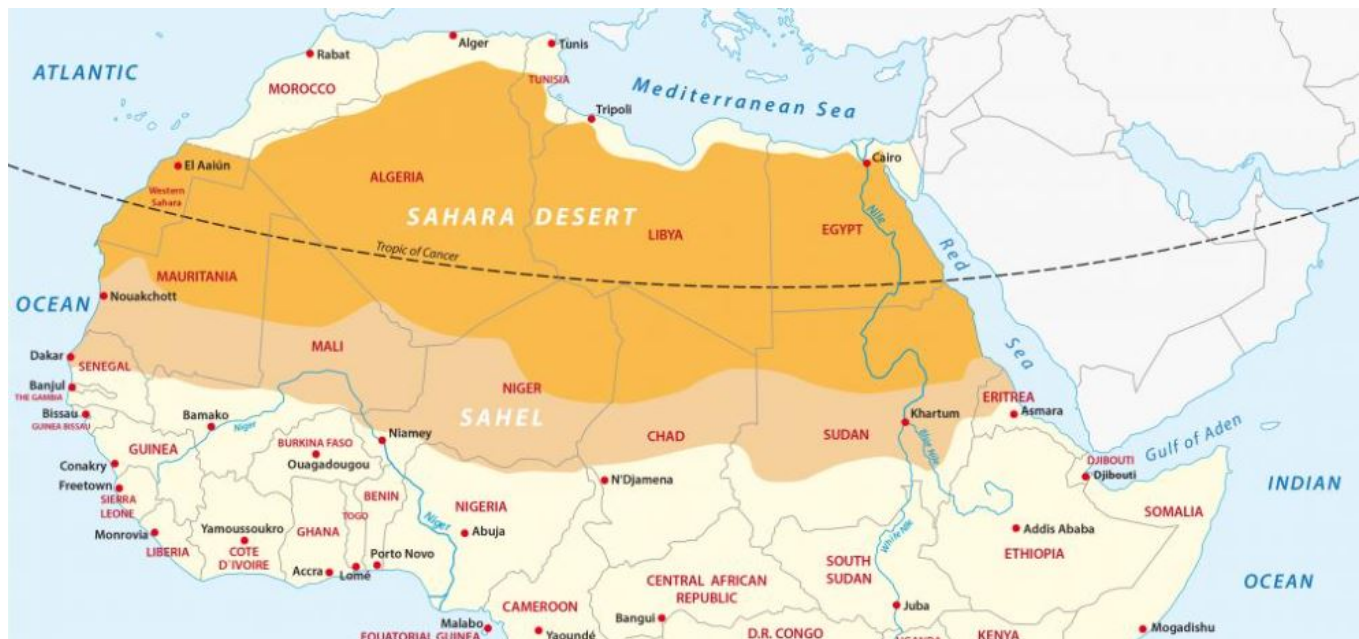 Alger
Tunis
Rabat
ATLANTIC
TUNISIA
MOROCCO
Mediterranean Sea
Tripoli
Cairo
El Aaiún
ALGERIA
Western
Sahara
SAHARA DESERT
Nile
EGYPT
LIBYA
Tropic of Cancer
Red
MAURITANIA
OCEAN
Nouakchott
Sea
MALI
Dakar
SENEGAL
Banjul
THE GAMBIA
NIGER
ERITREA
Bissau
GUINEA BISSAU
Bamako
Niger
SAHEL
Khartum
Asmara
Niamey
CHAD
SUDAN
Blue Nile
Gulf of Aden
GUINEA
BURKINA FASO
Ouagadougou
Conakry
DJIBOUTI
Djibouti
N'Djamena
INDIAN
Freetown
SIERRA
LEONE
BENIN
NIGERIA
SOMALIA
TOGO
Niger
Yamoussoukro
GHANA
Abuja
Addis Ababa
Monrovia
LIBERIA
COTE
D'IVOIRE
Porto Novo
White Nile
ETHIOPIA
Accra
Lomé
SOUTH
SUDAN
CENTRAL AFRICAN
REPUBLIC
OCEAN
CAMEROON
Juba
Bangui
Malabo
EQUATORIAL GUINEA
Yaoundé
D.R. CONGO
UGANDA
KENYA
Mogadishu